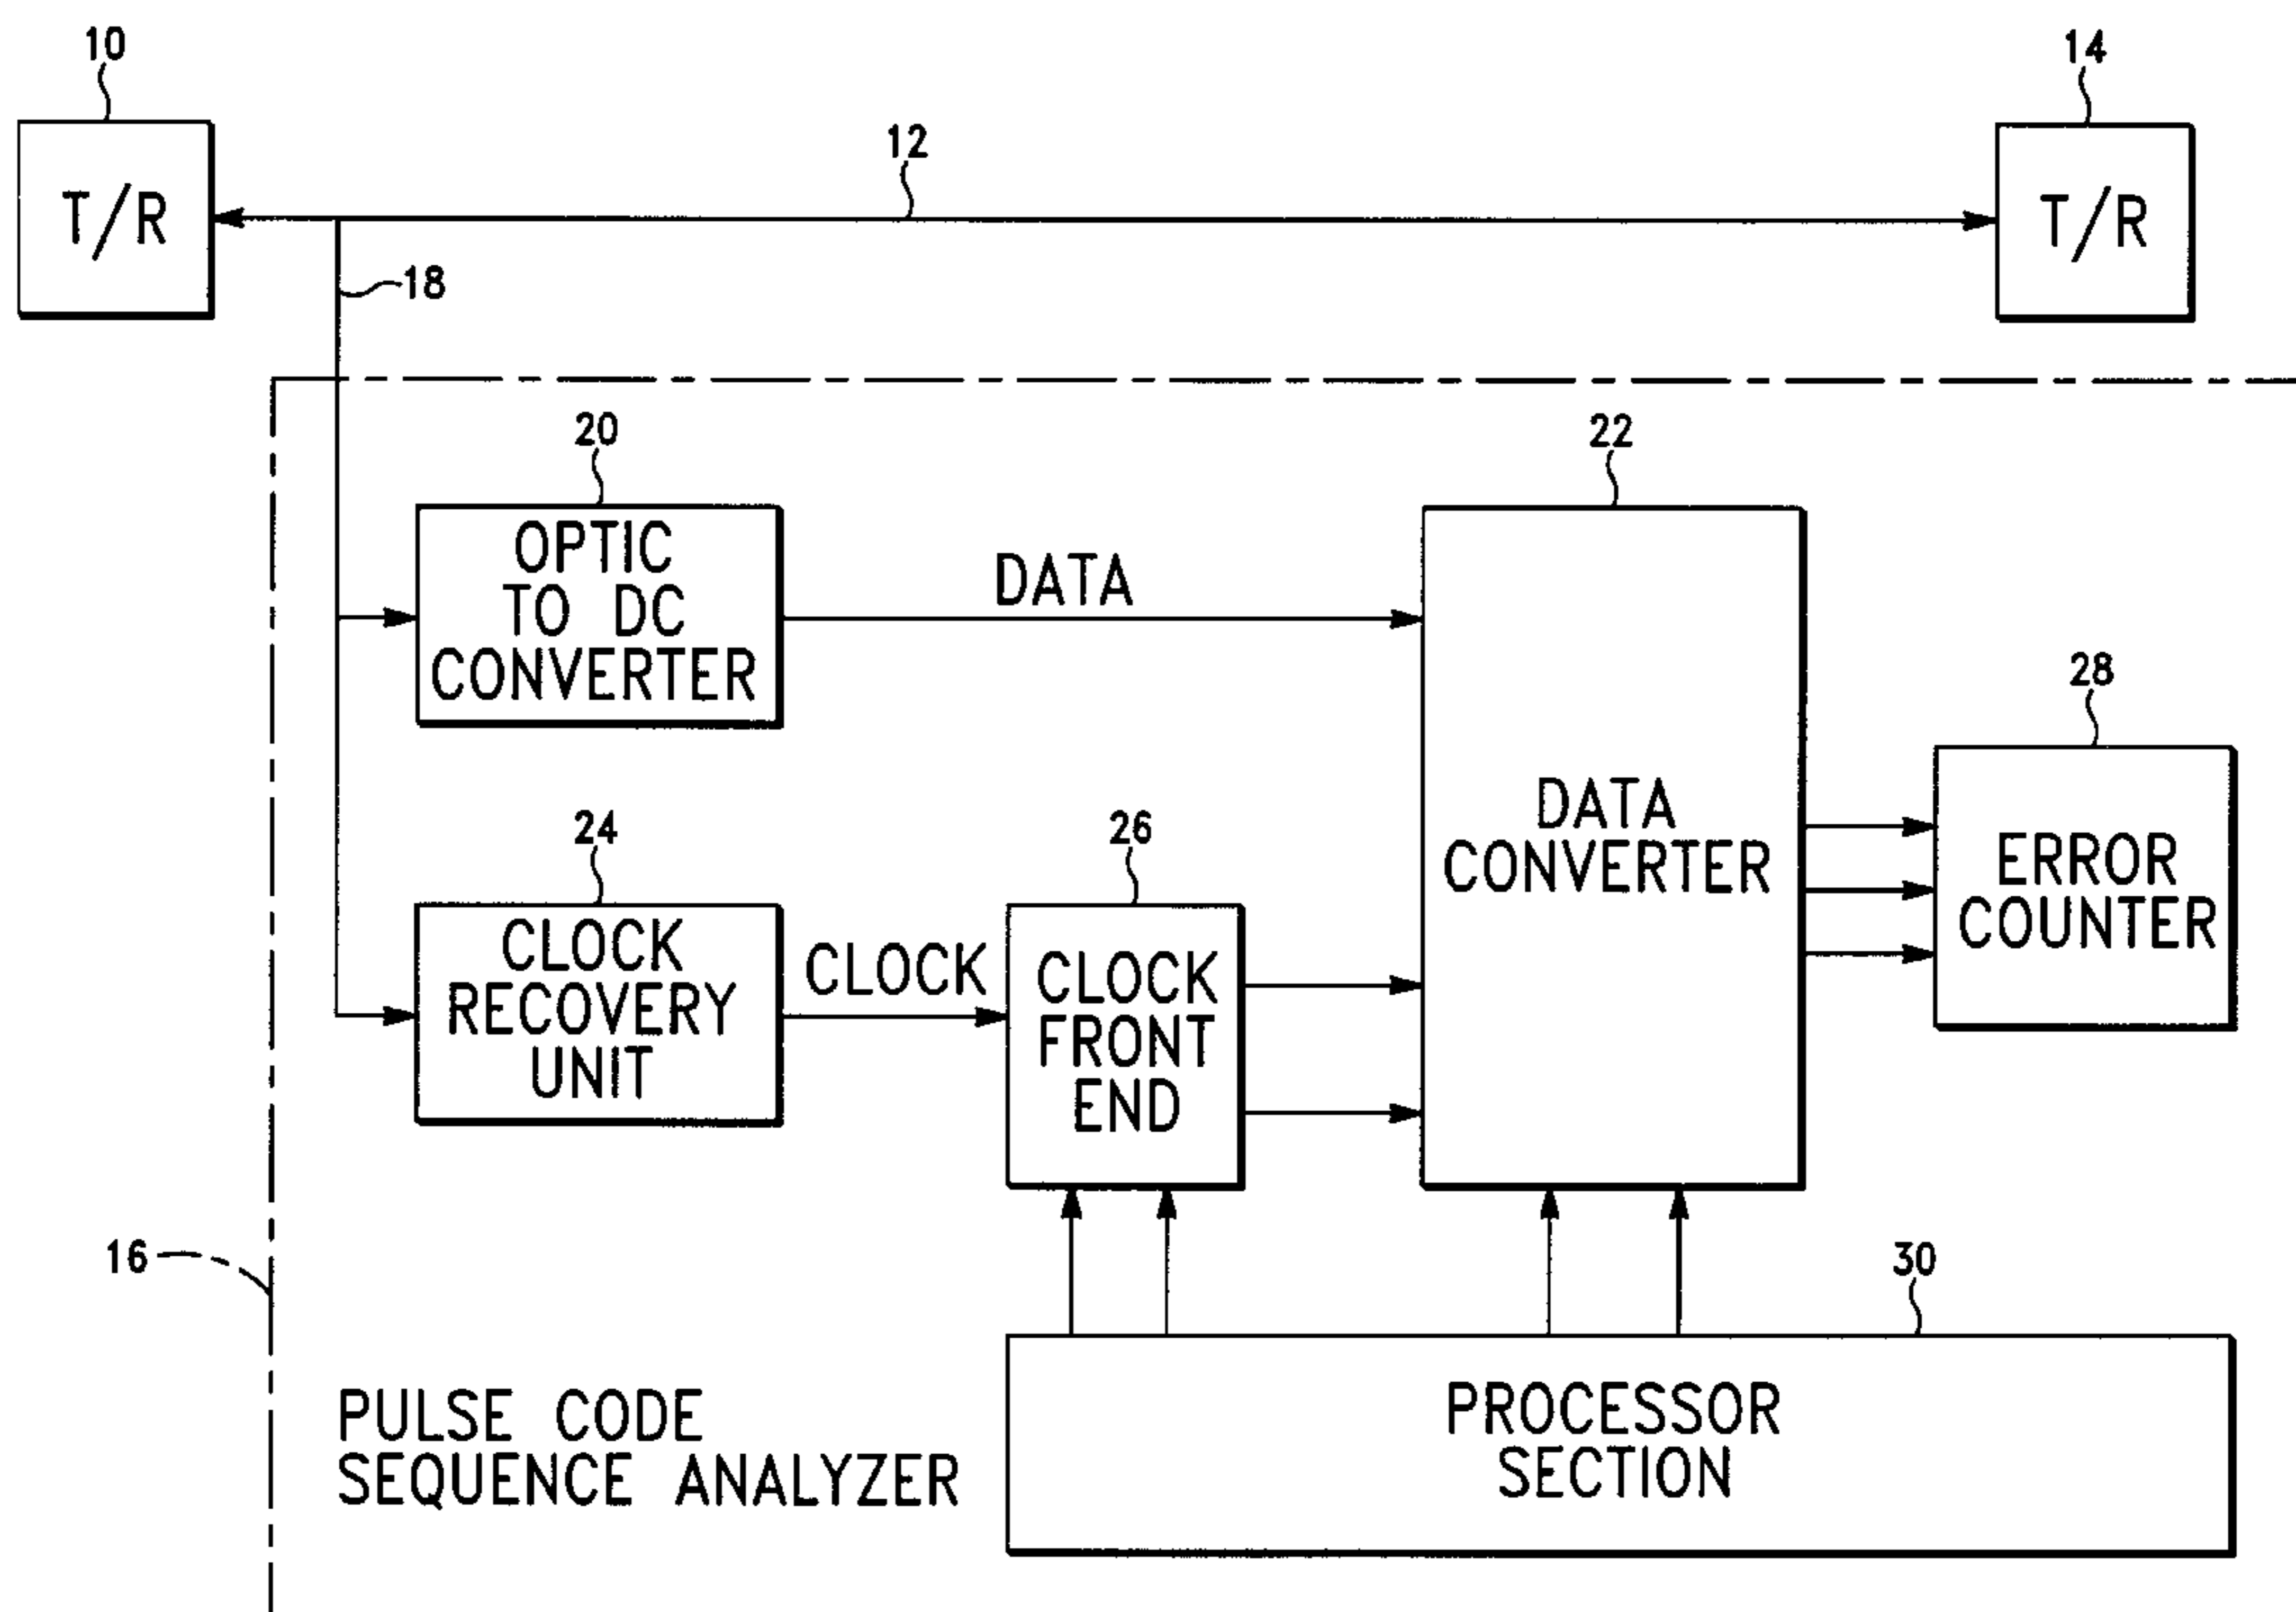 10
14
12
T/R
T/R
18
20
22
OPTIC
TO DC
CONVERTER
DATA
28
24
26
DATA
CONVERTER
ERROR
COUNTER
CLOCK
RECOVERY
UNIT
CLOCK
CLOCK
FRONT
END
16
30
PULSE CODE
SEQUENCE ANALYZER
PROCESSOR
SECTION